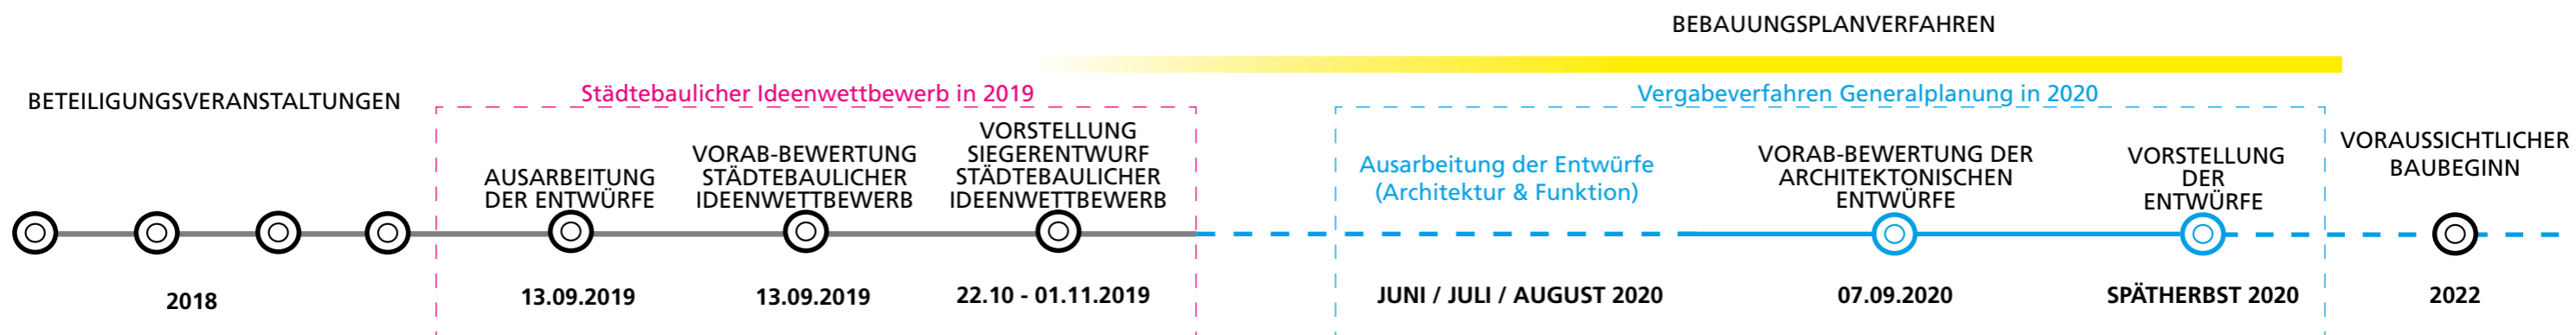 BEBAUUNGSPLANVERFAHREN
BETEILIGUNGSVERANSTALTUNGEN
2018
Städtebaulicher Ideenwettbewerb in 2019
AUSARBEITUNG
DER ENTWÜRFE
13.09.2019
VORAB-BEWERTUNG
STÄDTEBAULICHER
IDEENWETTBEWERB
13.09.2019
VORSTELLUNG
SIEGERENTWURF
STÄDTEBAULICHER
IDEENWETTBEWERB
22.10 - 01.11.2019
Vergabeverfahren Generalplanung in 2020
Ausarbeitung der Entwürfe
(Architektur & Funktion)
JUNI / JULI / AUGUST 2020
VORAB-BEWERTUNG DER
ARCHITEKTONISCHEN
ENTWÜRFE
07.09.2020
VORSTELLUNG
DER
ENTWÜRFE
SPÄTHERBST 2020
VORAUSSICHTLICHER
BAUBEGINN
2022